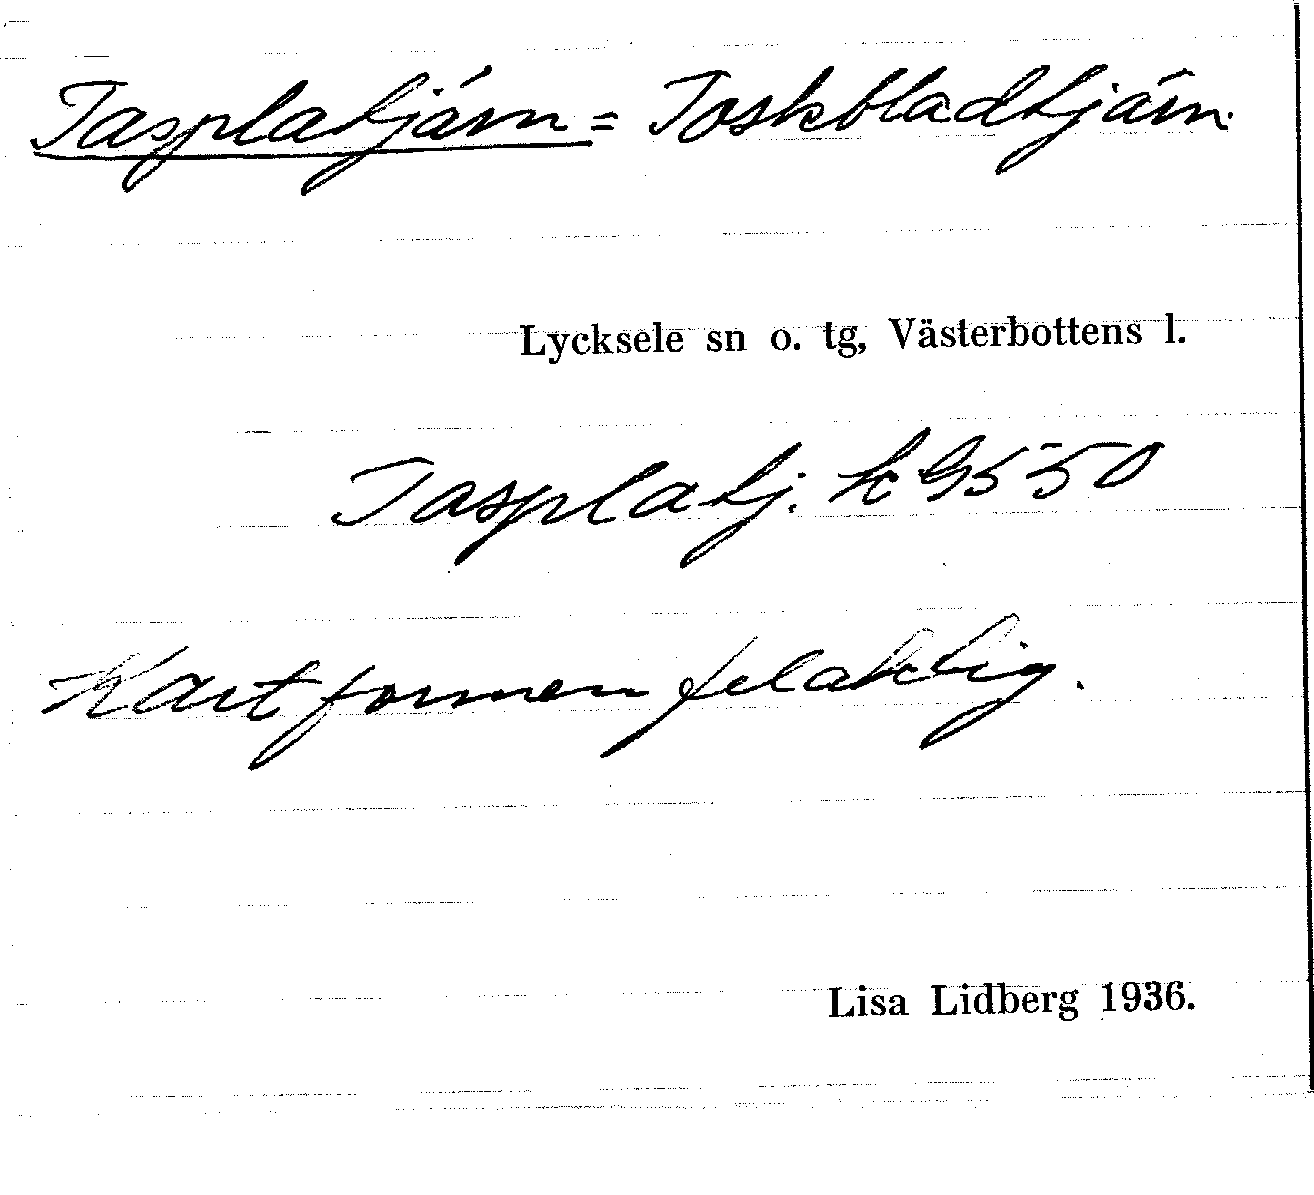 Tasplatjärn = Toskbladtjärn.
Lycksele sn o. tg, Västerbottens l.
Tasplatj. k 9550
Kartformen felaktig.
Lisa Lidberg 1936.